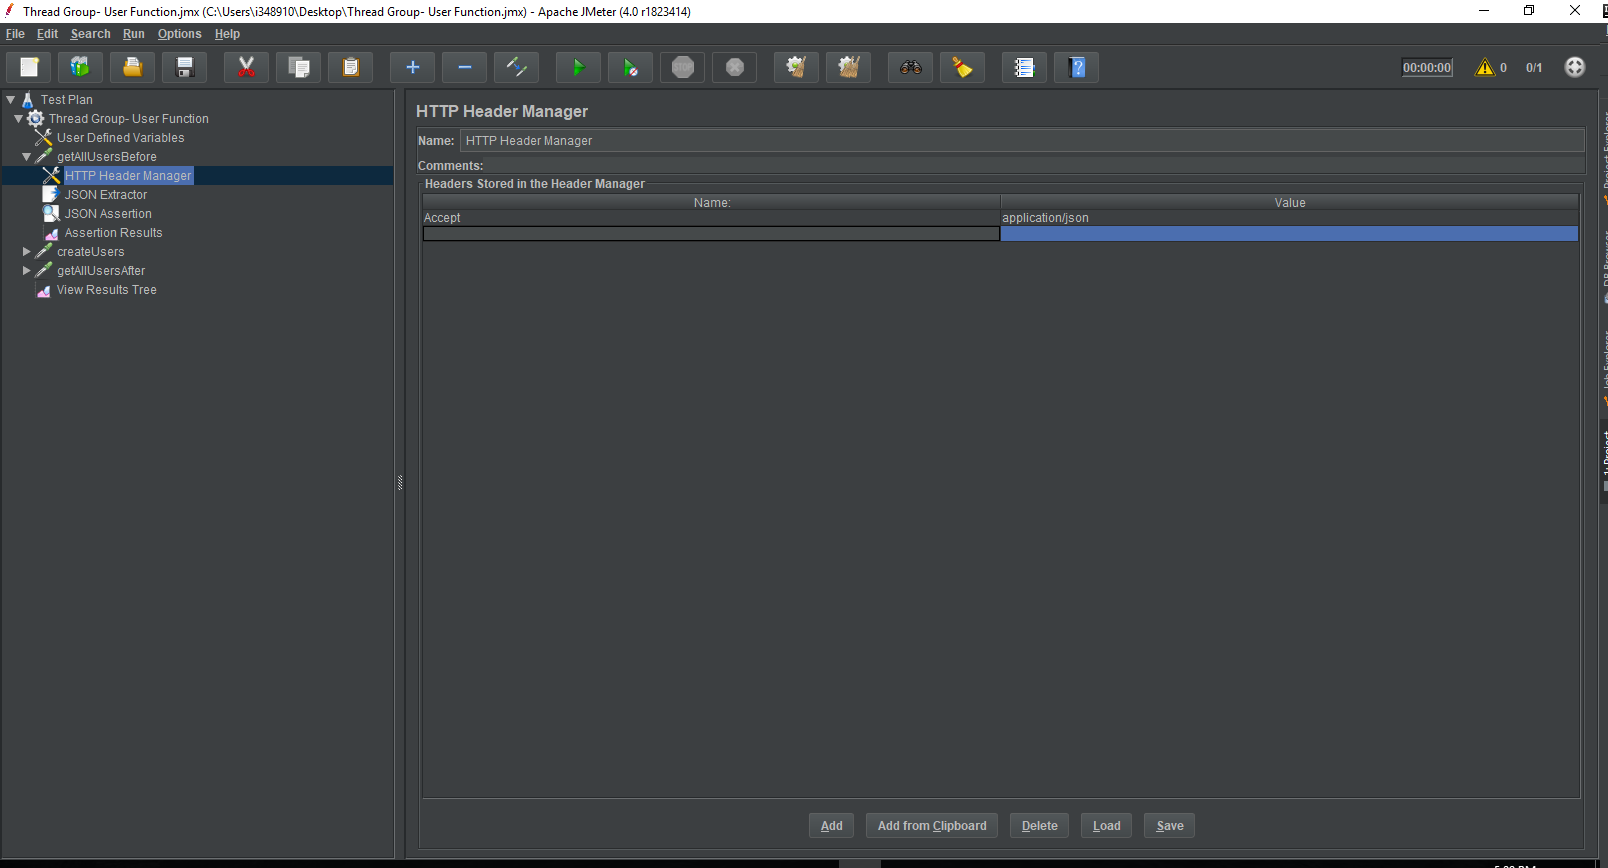 Thread Group- User Function.jmx (C:\Users\i348910\Desktop\Thread Group- User Function.jmx) - Apache JMeter (4.0 r1823414)
File Edit Search Run Options Help
STOP
00:00:00 0 0/1
Test Plan
Thread Group- User Function
User Defined Variables
getAllUsersBefore
HTTP Header Manager
JSON Extractor
JSON Assertion
Assertion Results
createUsers
getAllUsersAfter
View Results Tree
HTTP Header Manager
Name: HTTP Header Manager
Comments:
Headers Stored in the Header Manager
Name: Value
Accept application/json
Add Add from Clipboard Delete Load Save